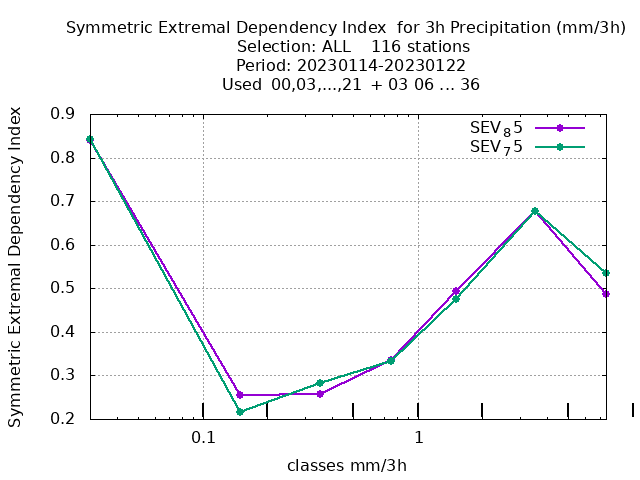 Symmetric Extremal Dependency Index  for 3h Precipitation (mm/3h)
Selection: ALL    116 stations
Period: 20230114-20230122
Used  00,03,...,21  + 03 06 ... 36
SEV₈5
SEV₇5
Symmetric Extremal Dependency Index
0.9
0.8
0.7
0.6
0.5
0.4
0.3
0.2
0.1
1
classes mm/3h